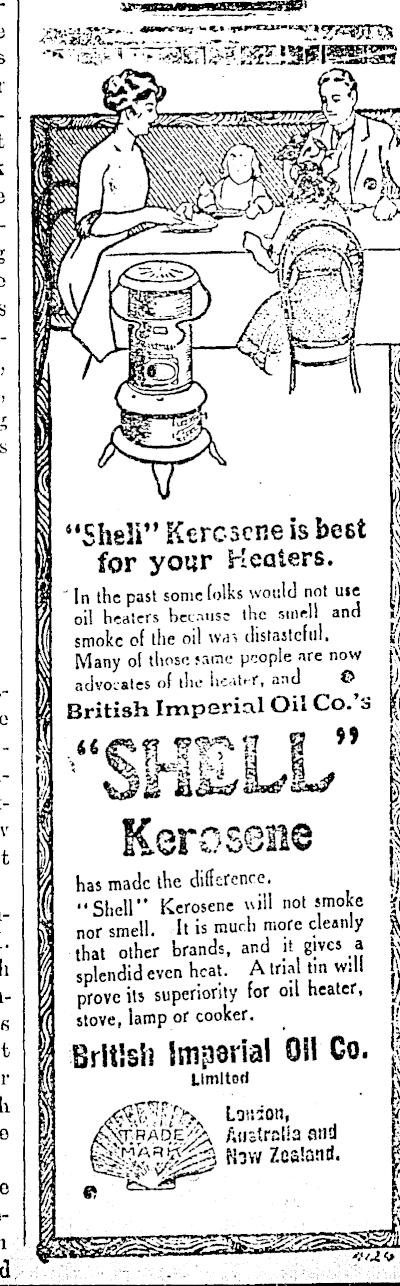 "Shell" Kerosene is best
for your Heaters.
In the past some folks would not use
oil heaters because the smell and
smoke of the oil was distasteful.
Many of those same people are now
advocates of the heater, and
British Imperial Oil Co.'s
"SHELL"
Kerosene
has made the difference.
"Shell" Kerosene will not smoke
nor smell. It is much more cleanly
that other brands, and it gives a
splendid even heat. A trial tin will
prove its superiority for oil heater,
stove, lamp or cooker.
British Imperial Oil Co.
Limited
TRADE
MARK
London,
Australia and
New Zealand.